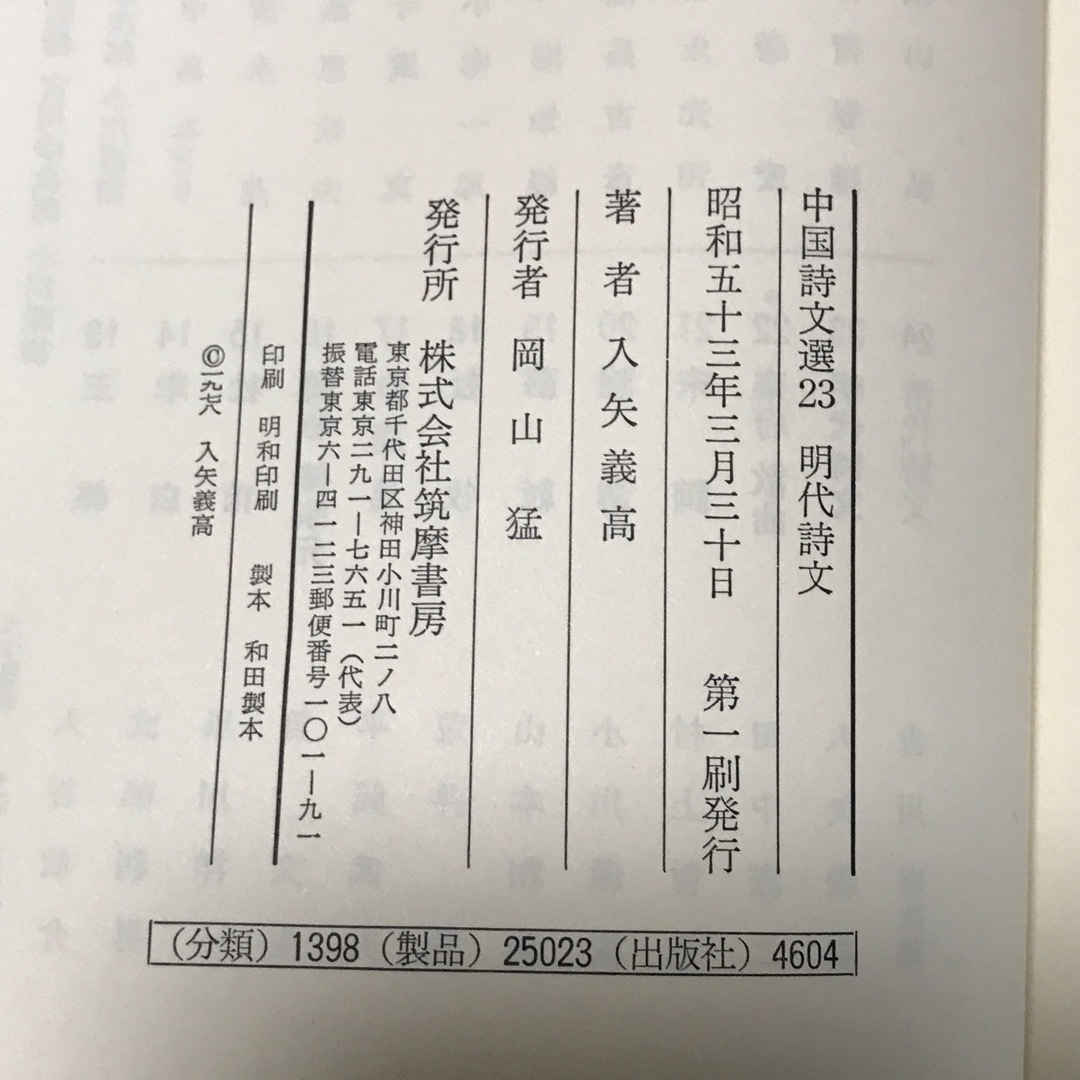 中国詩文選23 明代詩文
昭和五十三年三月三十日 第一刷発行
著者 入矢義高
発行者 岡山猛
発行所 株式会社筑摩書房
東京都千代田区神田小川町二ノ八
電話東京二九一―七六五一（代表）
振替東京六―四一二三郵便番号一〇一―九一
印刷 明和印刷 製本 和田製本
©一九七八 入矢義高
（分類）1398（製品）25023（出版社）4604